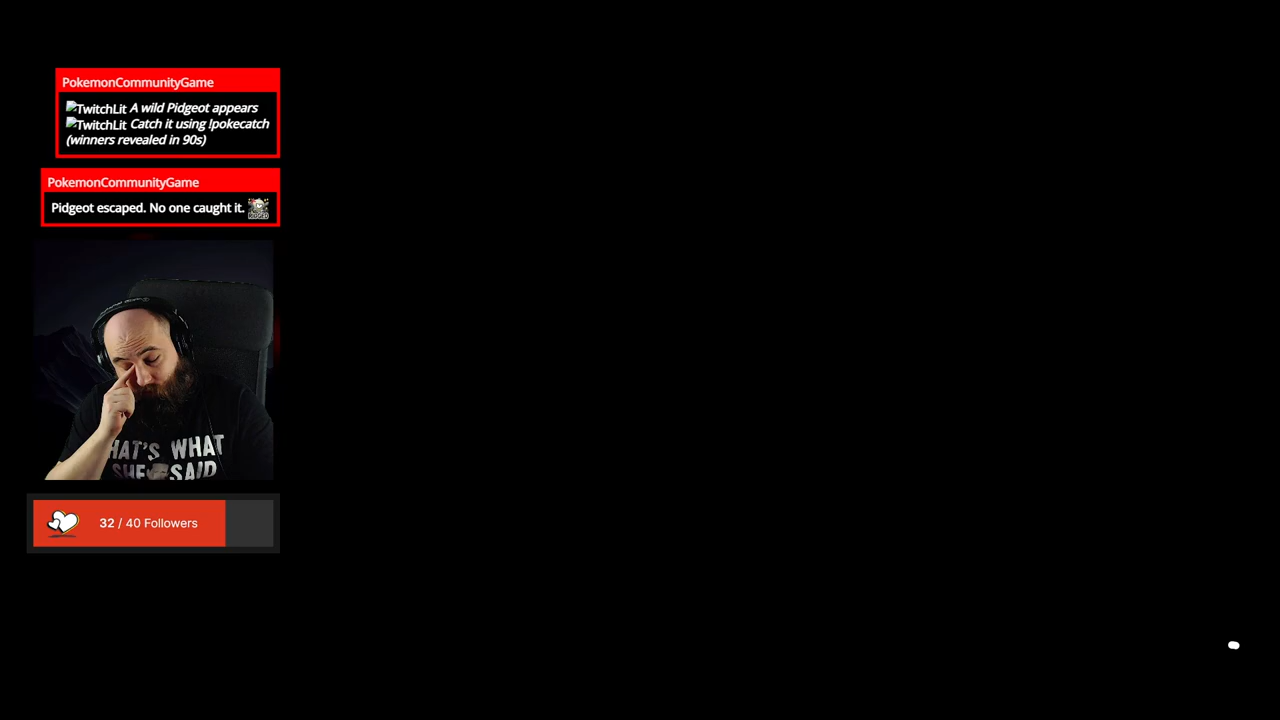 PokemonCommunityGame
TwitchLit A wild Pidgeot appears
TwitchLit Catch it using !pokecatch
(winners revealed in 90s)
PokemonCommunityGame
Pidgeot escaped. No one caught it.
THAT'S WHAT
SHE SAID
32 / 40 Followers